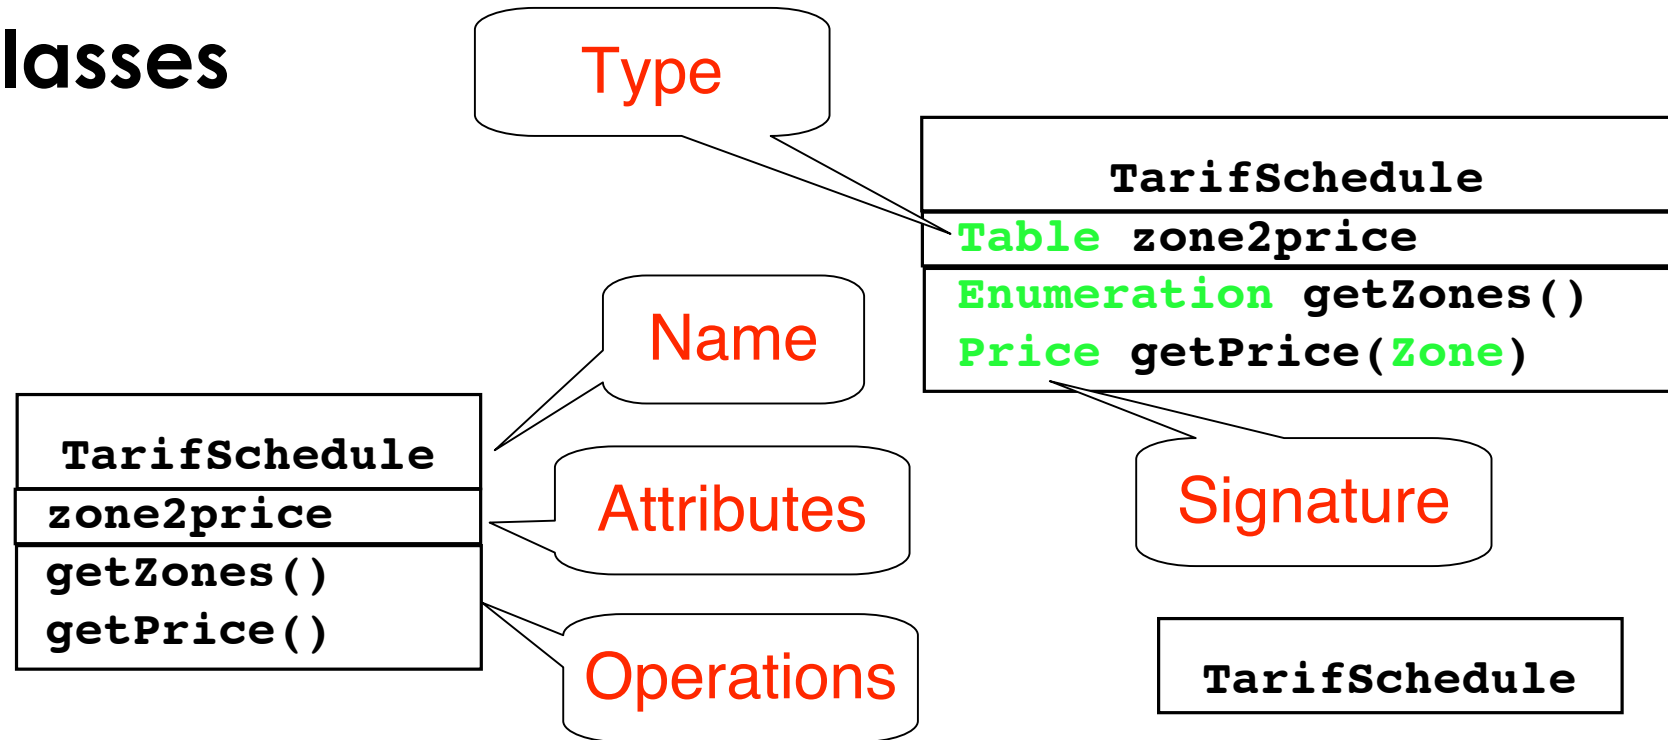 lasses
Type
TarifSchedule
Table zone2price
Enumeration getZones()
Price getPrice(Zone)
Name
TarifSchedule
zone2price
getZones()
getPrice()
Attributes
Signature
Operations
TarifSchedule